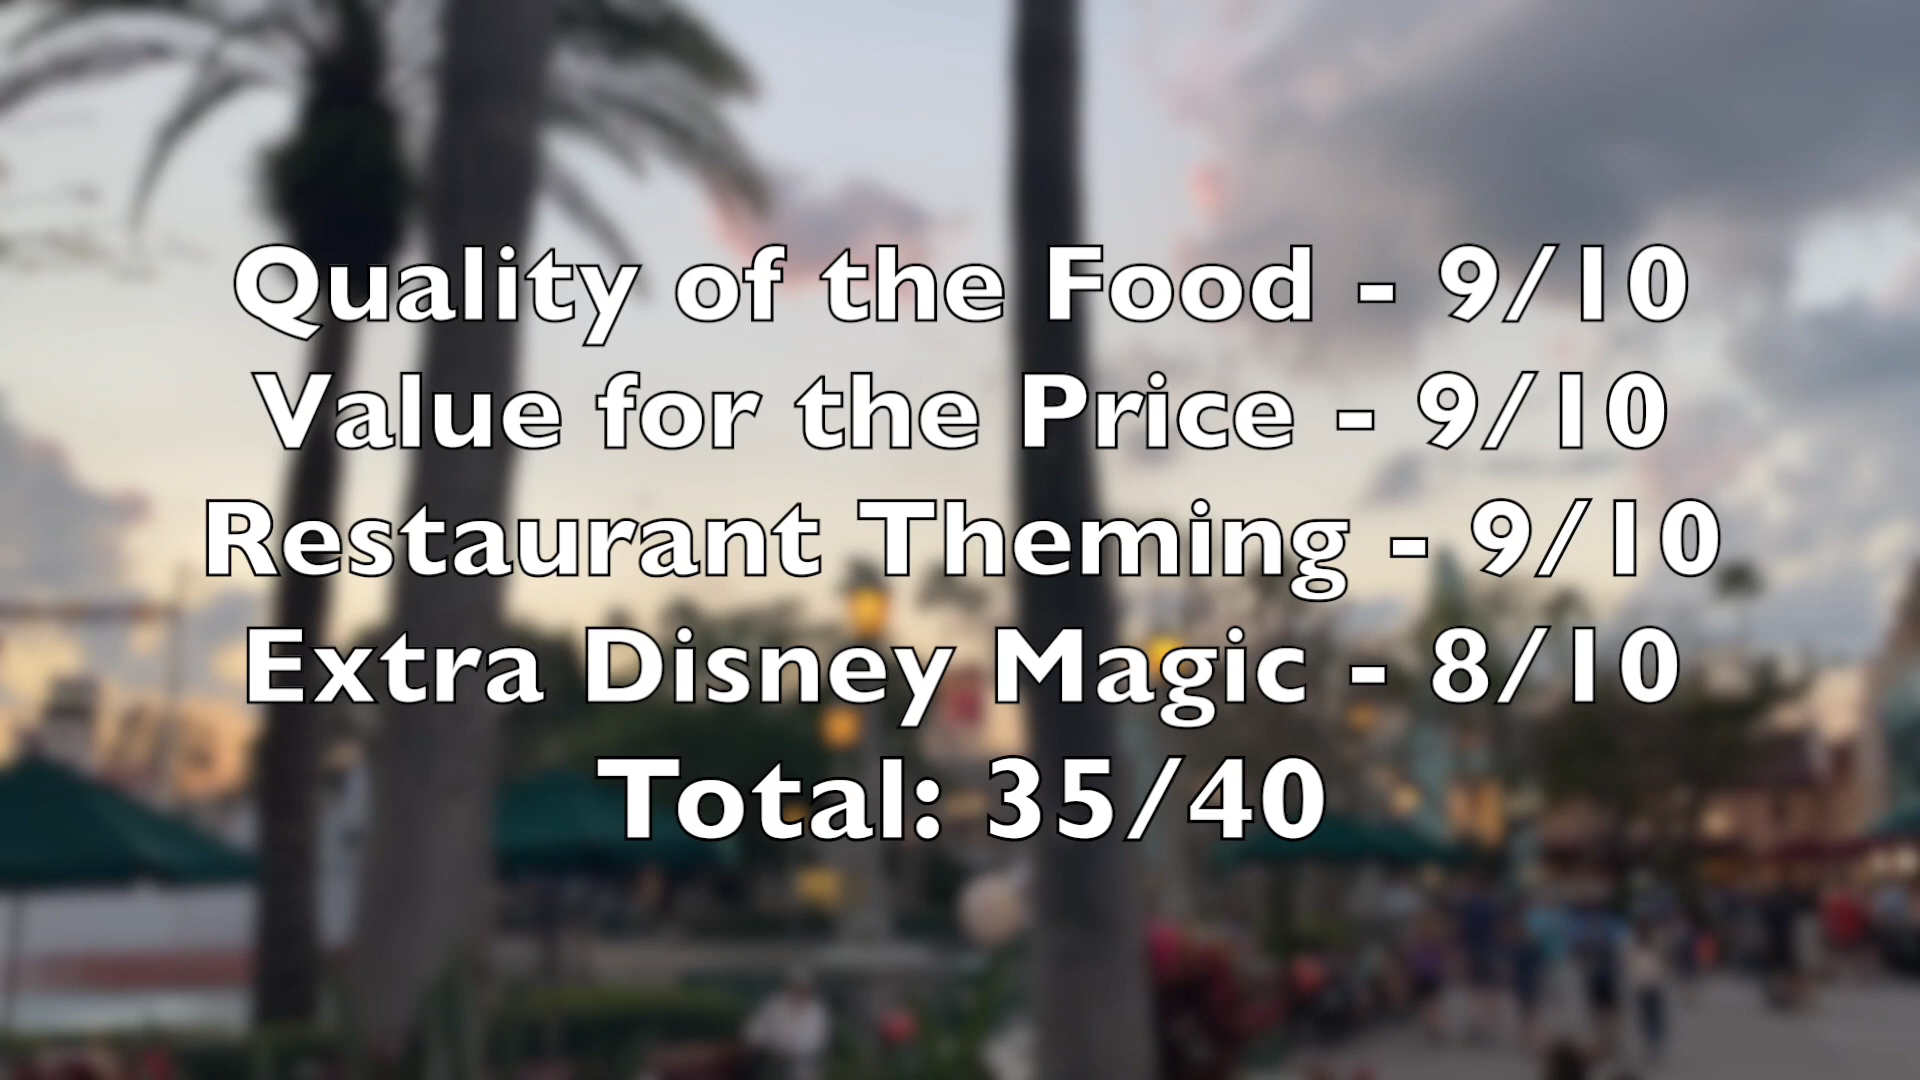 Quality of the Food - 9/10
Value for the Price - 9/10
Restaurant Theming - 9/10
Extra Disney Magic - 8/10
Total: 35/40